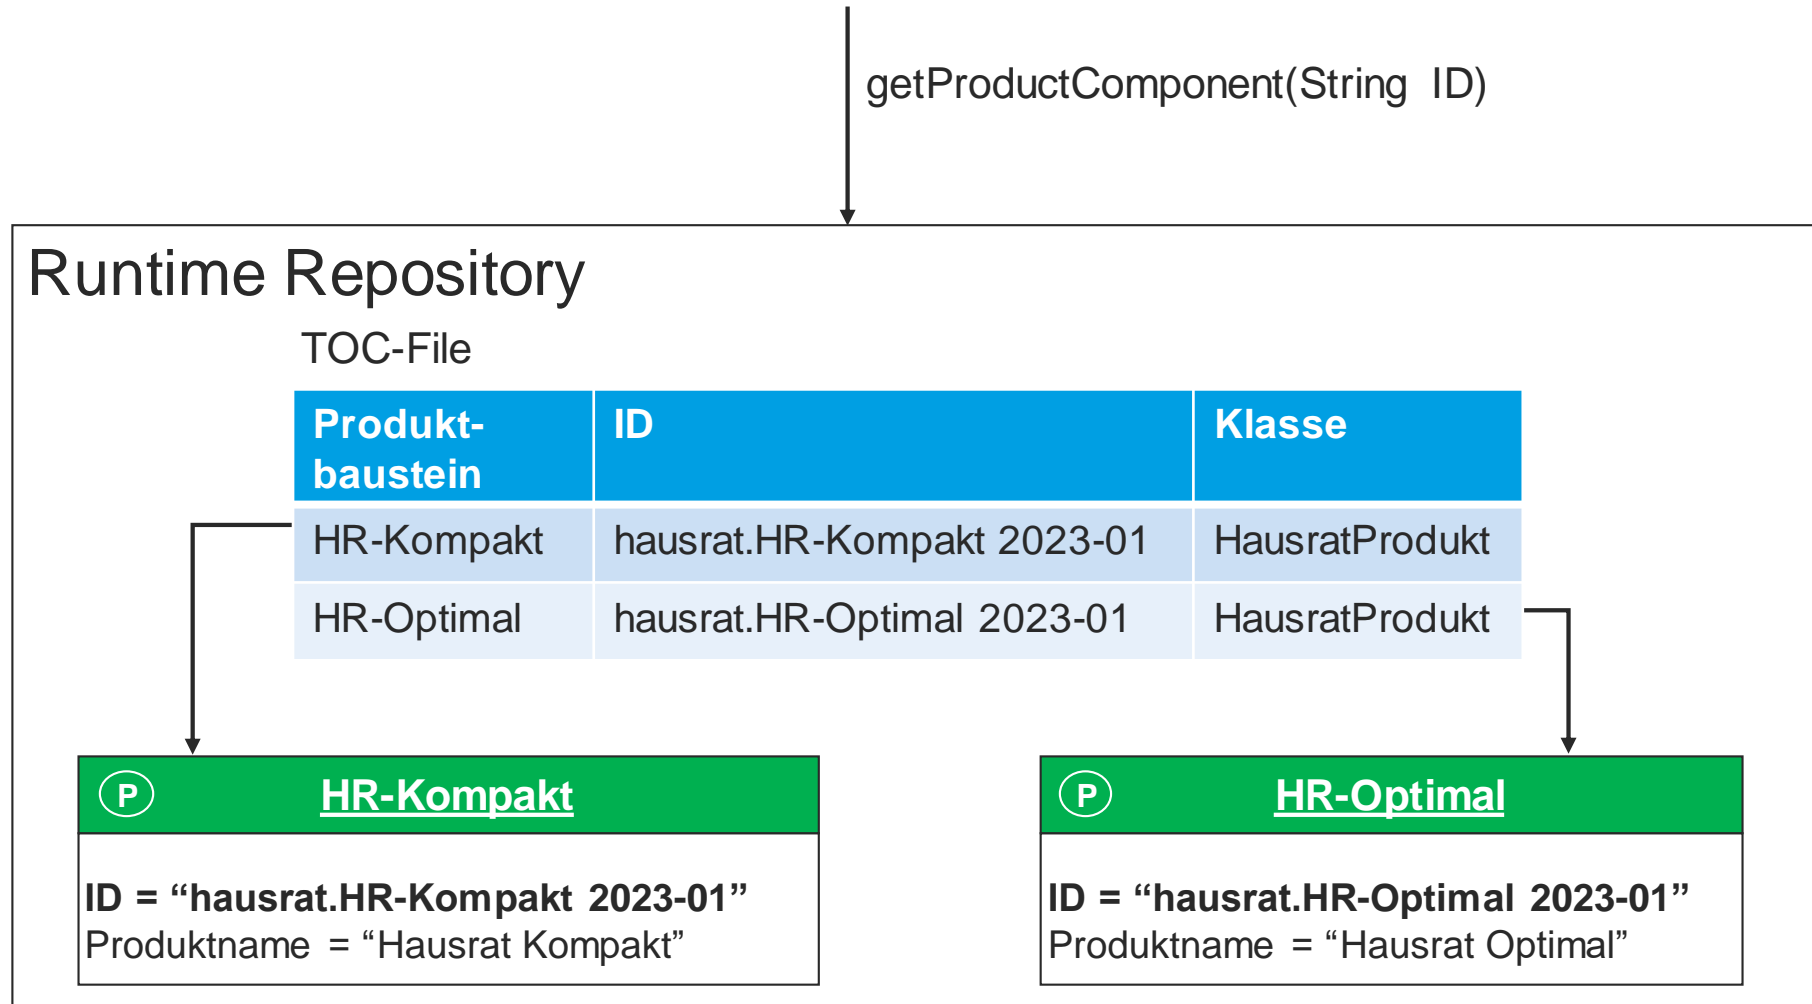 getProductComponent(String ID)
Runtime Repository
TOC-File
Produkt-
baustein
ID
Klasse
HR-Kompakt
hausrat.HR-Kompakt 2023-01
HausratProdukt
HR-Optimal
hausrat.HR-Optimal 2023-01
HausratProdukt
P
HR-Kompakt
ID = “hausrat.HR-Kompakt 2023-01”
Produktname = “Hausrat Kompakt”
P
HR-Optimal
ID = “hausrat.HR-Optimal 2023-01”
Produktname = “Hausrat Optimal”